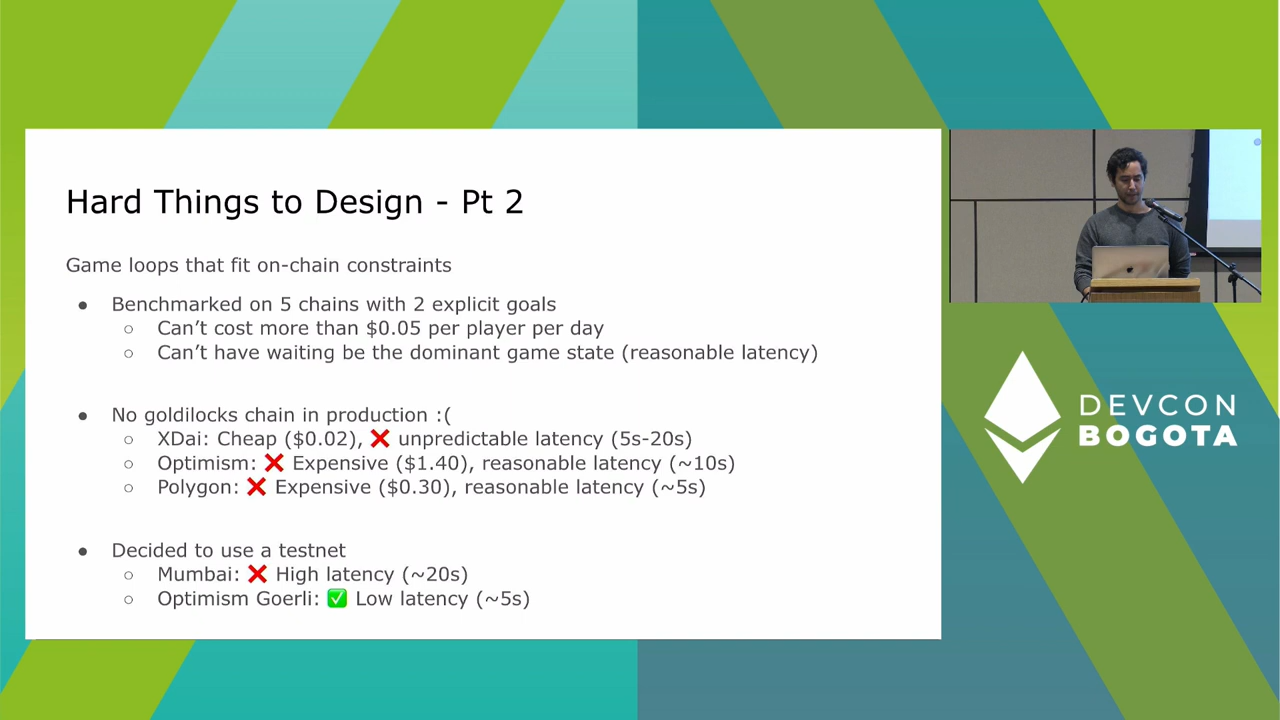 Hard Things to Design - Pt 2
Game loops that fit on-chain constraints
● Benchmarked on 5 chains with 2 explicit goals
○ Can’t cost more than $0.05 per player per day
○ Can’t have waiting be the dominant game state (reasonable latency)
● No goldilocks chain in production :(
○ XDai: Cheap ($0.02), ❌ unpredictable latency (5s-20s)
○ Optimism: ❌ Expensive ($1.40), reasonable latency (~10s)
○ Polygon: ❌ Expensive ($0.30), reasonable latency (~5s)
● Decided to use a testnet
○ Mumbai: ❌ High latency (~20s)
○ Optimism Goerli: ✅ Low latency (~5s)
DEVCON
BOGOTA